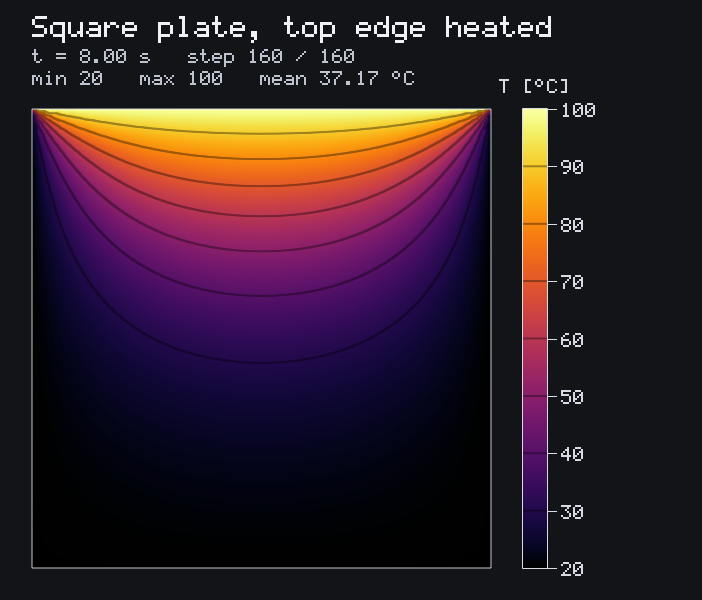 Square plate, top edge heated
t = 8.00 s step 160 / 160
min 20 max 100 mean 37.17 °C
T [°C]
100
90
80
70
60
50
40
30
20